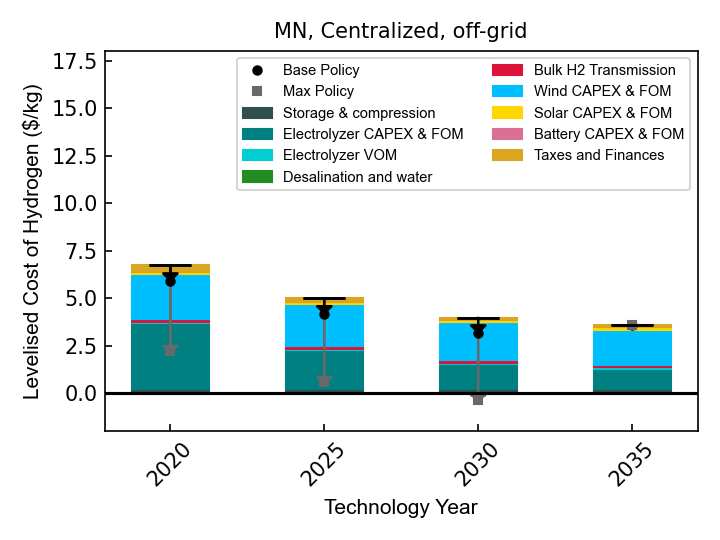 MN, Centralized, off-grid
Levelised Cost of Hydrogen ($/kg)
17.5
15.0
12.5
10.0
7.5
5.0
2.5
0.0
Base Policy
Max Policy
Storage & compression
Electrolyzer CAPEX & FOM
Electrolyzer VOM
Desalination and water
Bulk H2 Transmission
Wind CAPEX & FOM
Solar CAPEX & FOM
Battery CAPEX & FOM
Taxes and Finances
2020
2025
2030
2035
Technology Year